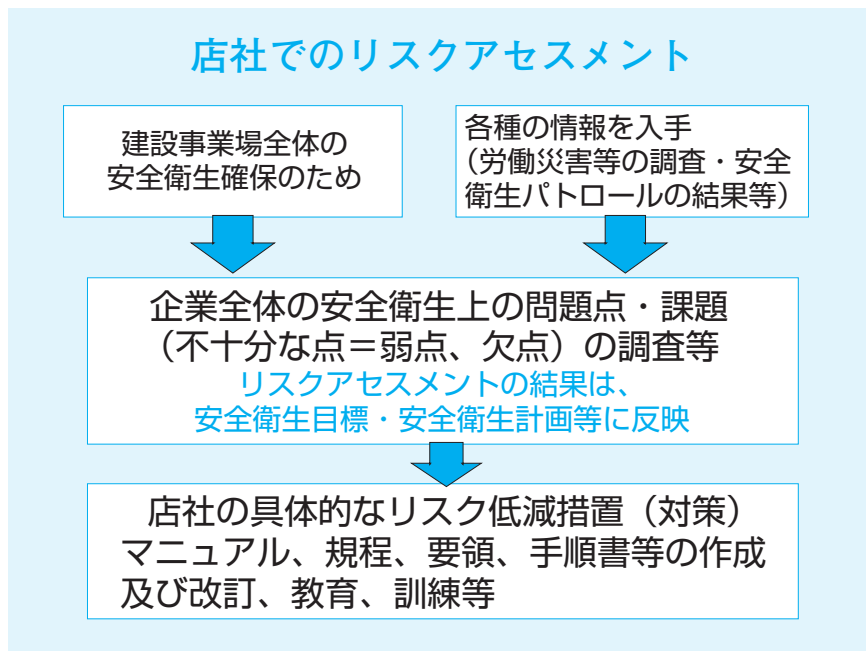 店社でのリスクアセスメント
建設事業場全体の
安全衛生確保のため
各種の情報を入手
（労働災害等の調査・安全
衛生パトロールの結果等）
企業全体の安全衛生上の問題点・課題
（不十分な点＝弱点、欠点）の調査等
リスクアセスメントの結果は、
安全衛生目標・安全衛生計画等に反映
店社の具体的なリスク低減措置（対策）
マニュアル、規程、要領、手順書等の作成
及び改訂、教育、訓練等